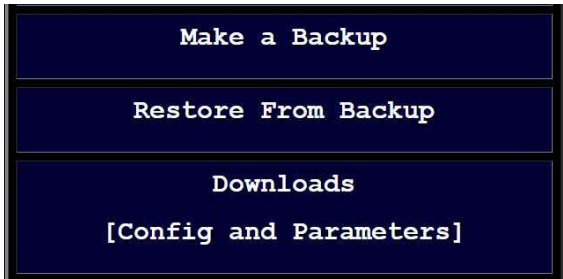 Make a Backup
Restore From Backup
Downloads
[Config and Parameters]